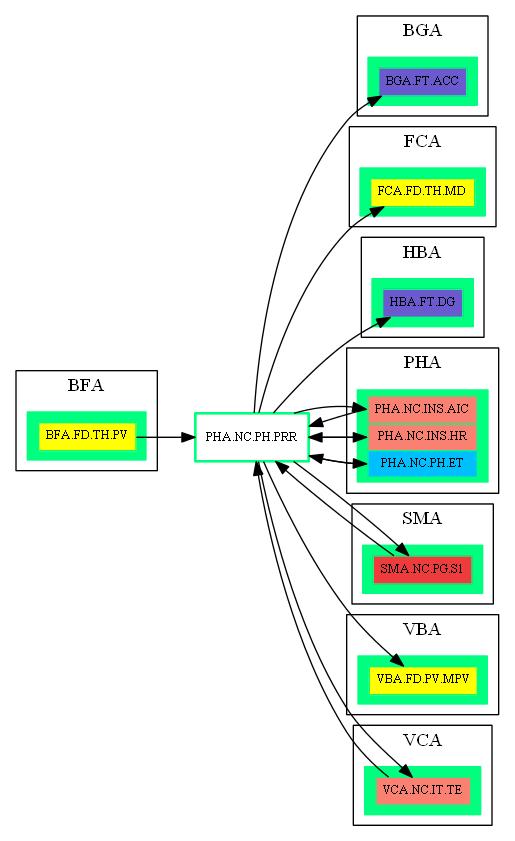 BGA
BGA.FT.ACC
FCA
FCA.FD.TH.MD
HBA
HBA.FT.DG
PHA
PHA.NC.INS.AIC
PHA.NC.INS.HR
PHA.NC.PH.ET
BFA
BFA.FD.TH.PV
PHA.NC.PH.PRR
SMA
SMA.NC.PG.S1
VBA
VBA.FD.PV.MPV
VCA
VCA.NC.IT.TE